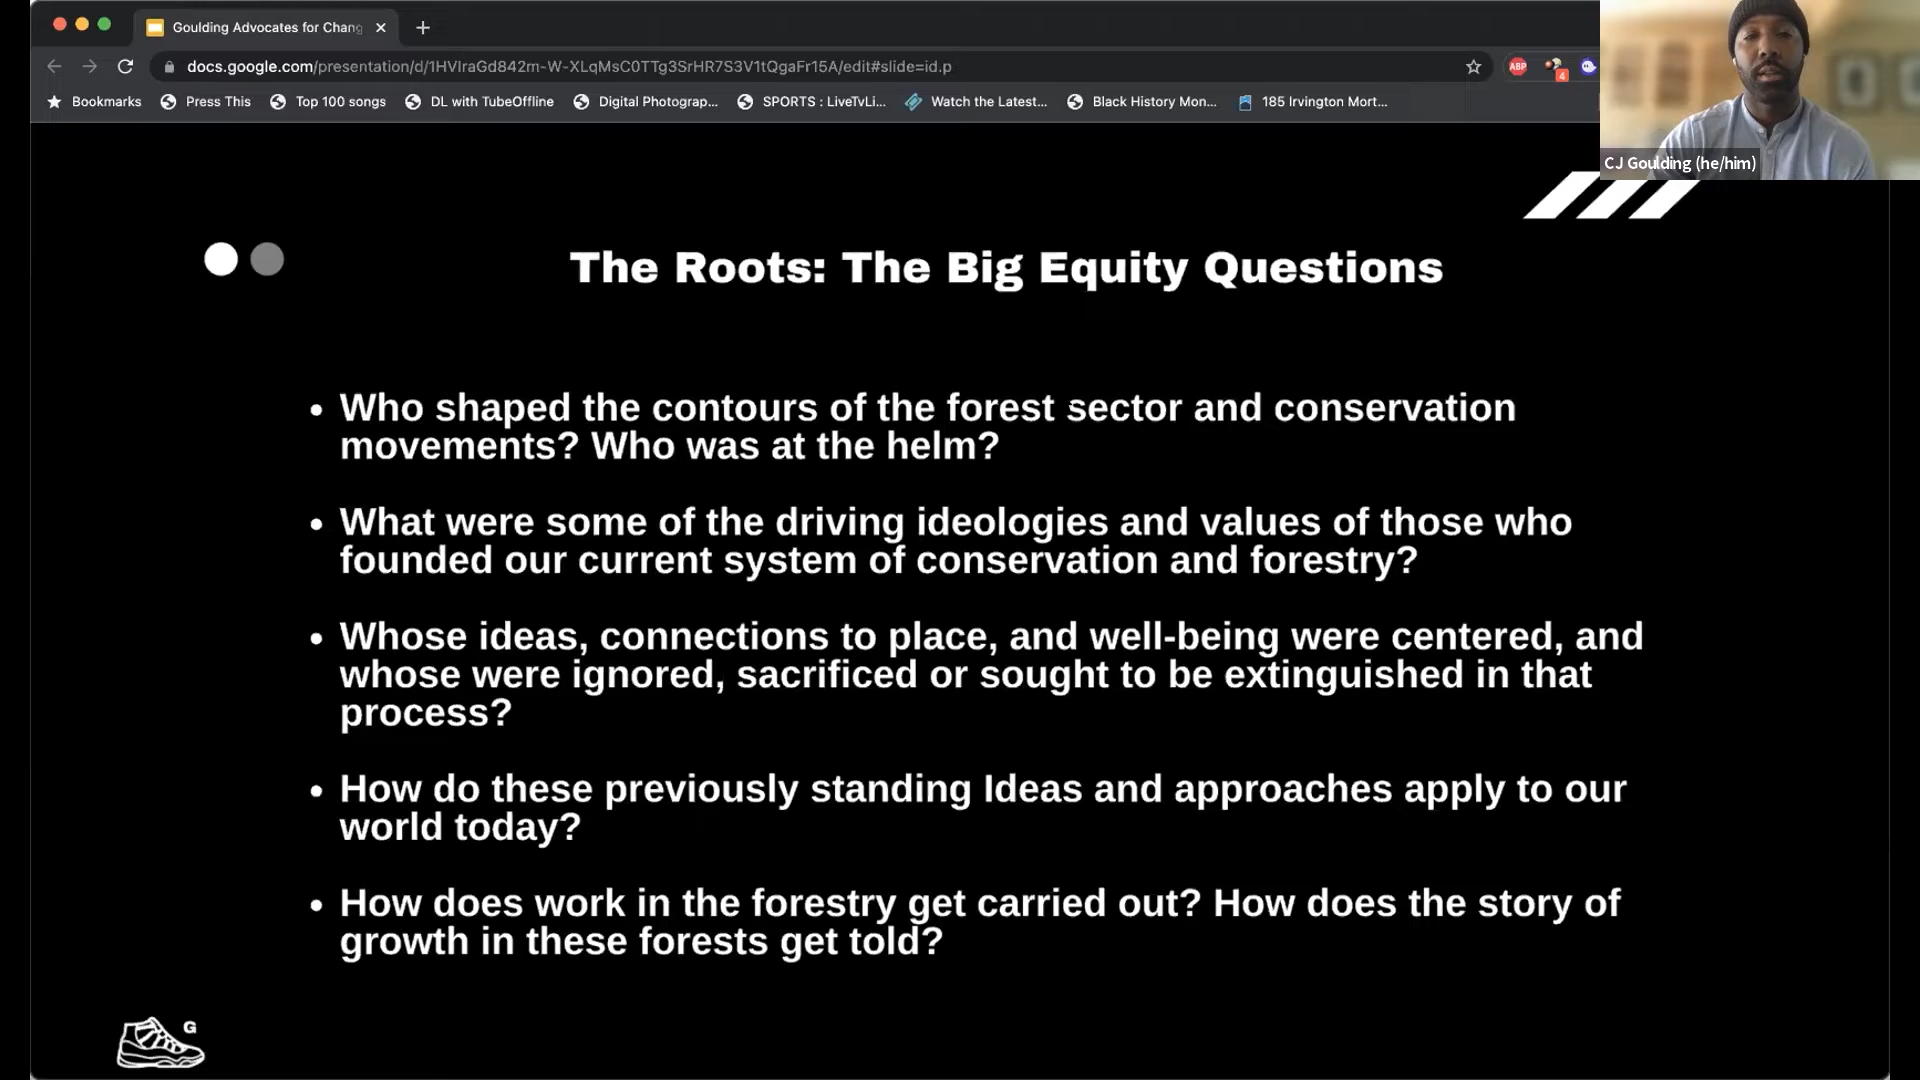 Goulding Advocates for Chang
docs.google.com/presentation/d/1HVIraGd842m-W-XLqMsC0TTg3SrHR7S3V1tQgaFr15A/edit#slide=id.p
ABP
4
Bookmarks Press This Top 100 songs DL with TubeOffline Digital Photograp... SPORTS : LiveTvLi... Watch the Latest... Black History Mon... 185 Irvington Mort...
CJ Goulding (he/him)
The Roots: The Big Equity Questions
• Who shaped the contours of the forest sector and conservation
movements? Who was at the helm?
• What were some of the driving ideologies and values of those who
founded our current system of conservation and forestry?
• Whose ideas, connections to place, and well-being were centered, and
whose were ignored, sacrificed or sought to be extinguished in that
process?
• How do these previously standing Ideas and approaches apply to our
world today?
• How does work in the forestry get carried out? How does the story of
growth in these forests get told?
G